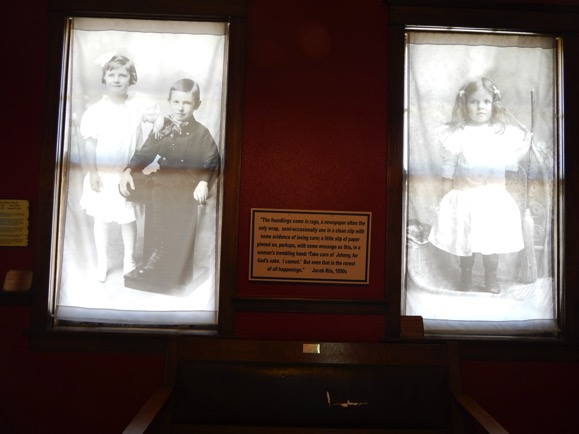 "The foundlings come in rags, a newspaper often the
only wrap, semi-occasionally one in a clean slip with
some evidence of loving care; a little slip of paper
pinned on, perhaps, with some message as this, in a
woman's trembling hand: "Take care of Johnny, for
God's sake. I cannot." But even that is the rarest
of all happenings." Jacob Riis, 1890s